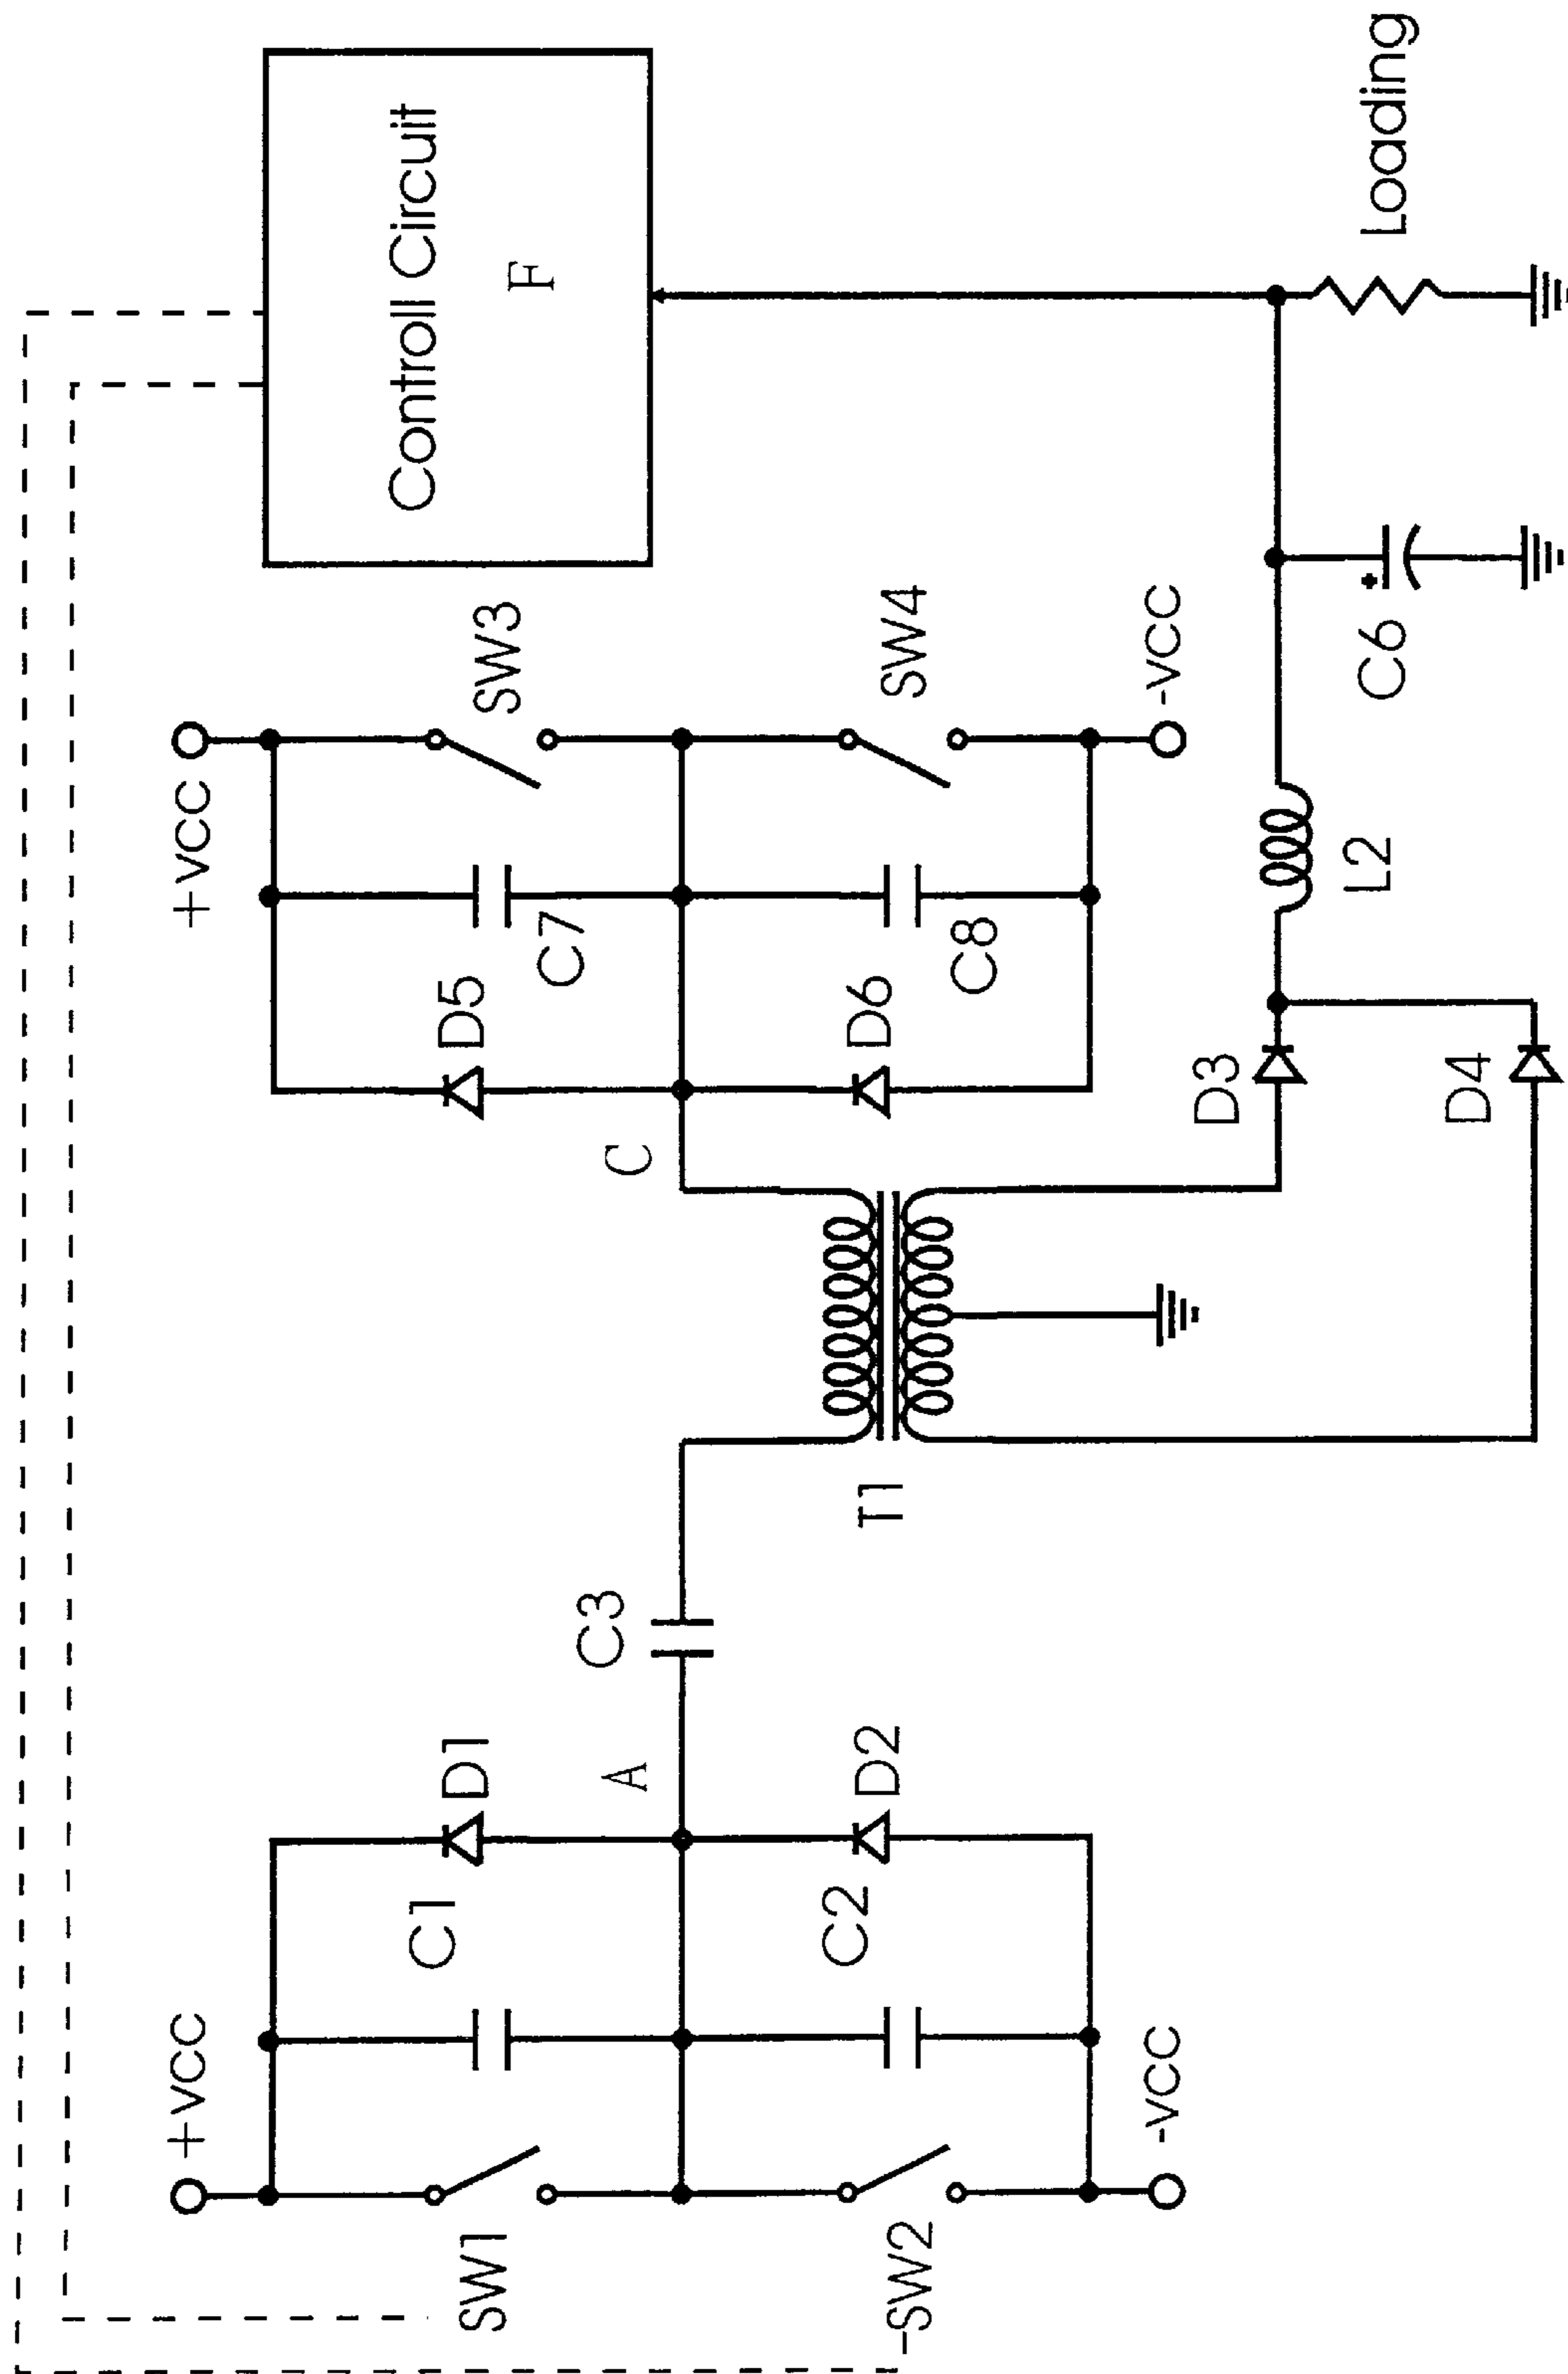 Controll Circuit
F
Loading
+VCC
SW3
C7
D5
C
SW4
C8
D6
-VCC
C6
L2
D3
D4
T1
C3
A
+VCC
D1
C1
SW1
D2
C2
-SW2
-VCC